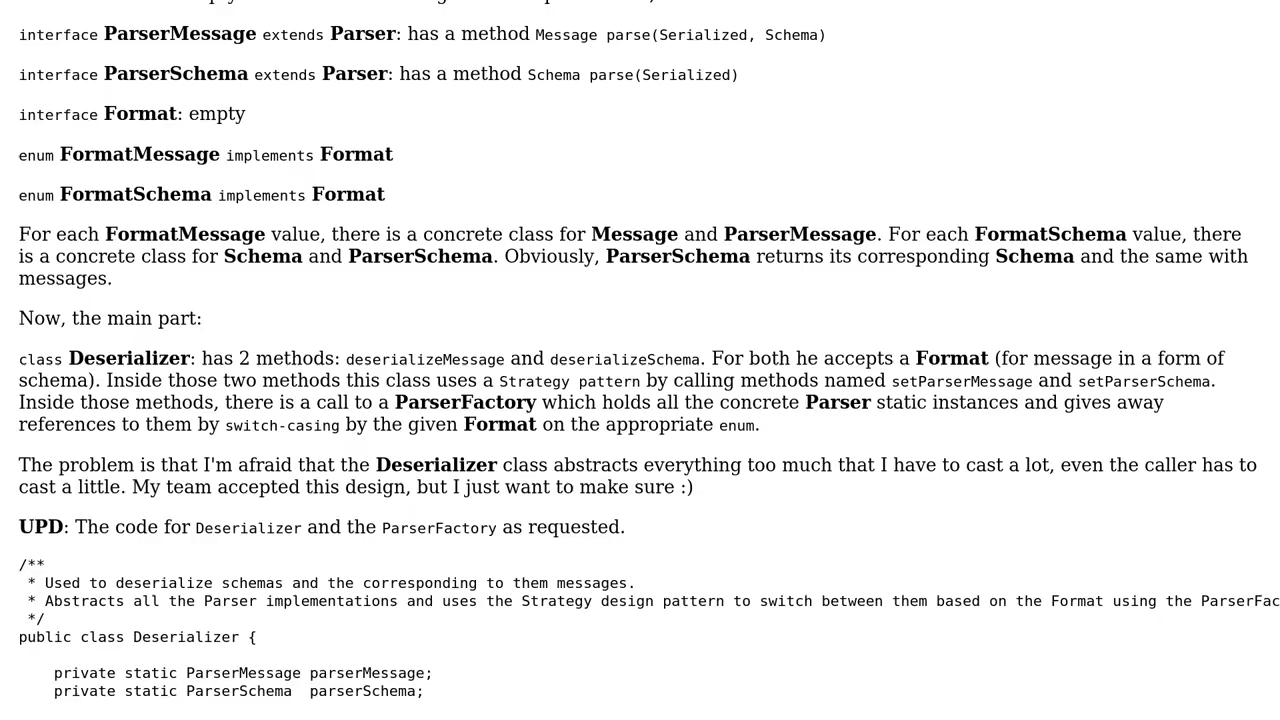 interface ParserMessage extends Parser: has a method Message parse(Serialized, Schema)
interface ParserSchema extends Parser: has a method Schema parse(Serialized)
interface Format: empty
enum FormatMessage implements Format
enum FormatSchema implements Format
For each FormatMessage value, there is a concrete class for Message and ParserMessage. For each FormatSchema value, there
is a concrete class for Schema and ParserSchema. Obviously, ParserSchema returns its corresponding Schema and the same with
messages.
Now, the main part:
class Deserializer: has 2 methods: deserializeMessage and deserializeSchema. For both he accepts a Format (for message in a form of
schema). Inside those two methods this class uses a Strategy pattern by calling methods named setParserMessage and setParserSchema.
Inside those methods, there is a call to a ParserFactory which holds all the concrete Parser static instances and gives away
references to them by switch-casing by the given Format on the appropriate enum.
The problem is that I'm afraid that the Deserializer class abstracts everything too much that I have to cast a lot, even the caller has to
cast a little. My team accepted this design, but I just want to make sure :)
UPD: The code for Deserializer and the ParserFactory as requested.
/**
 * Used to deserialize schemas and the corresponding to them messages.
 * Abstracts all the Parser implementations and uses the Strategy design pattern to switch between them based on the Format using the ParserFac
 */
public class Deserializer {
    private static ParserMessage parserMessage;
    private static ParserSchema  parserSchema;